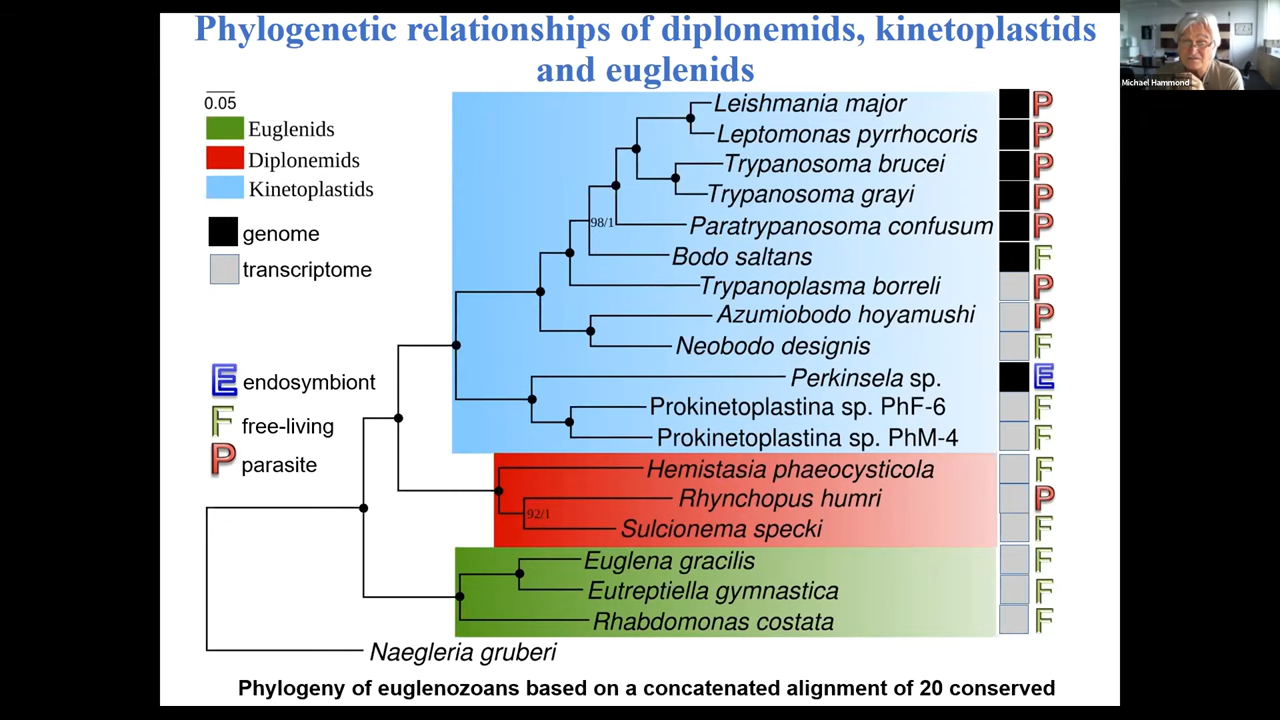 Phylogenetic relationships of diplonemids, kinetoplastids
and euglenids
Michael Hammond
0.05
Euglenids
Diplonemids
Kinetoplastids
genome
transcriptome
E endosymbiont
F free-living
P parasite
Leishmania major P
Leptomonas pyrrhocoris P
Trypanosoma brucei P
Trypanosoma grayi P
98/1
Paratrypanosoma confusum P
Bodo saltans F
Trypanoplasma borreli P
Azumiobodo hoyamushi P
Neobodo designis F
Perkinsela sp. E
Prokinetoplastina sp. PhF-6 F
Prokinetoplastina sp. PhM-4 F
Hemistasia phaeocysticola F
Rhynchopus humri P
92/1
Sulcionema specki F
Euglena gracilis F
Eutreptiella gymnastica F
Rhabdomonas costata F
Naegleria gruberi
Phylogeny of euglenozoans based on a concatenated alignment of 20 conserved